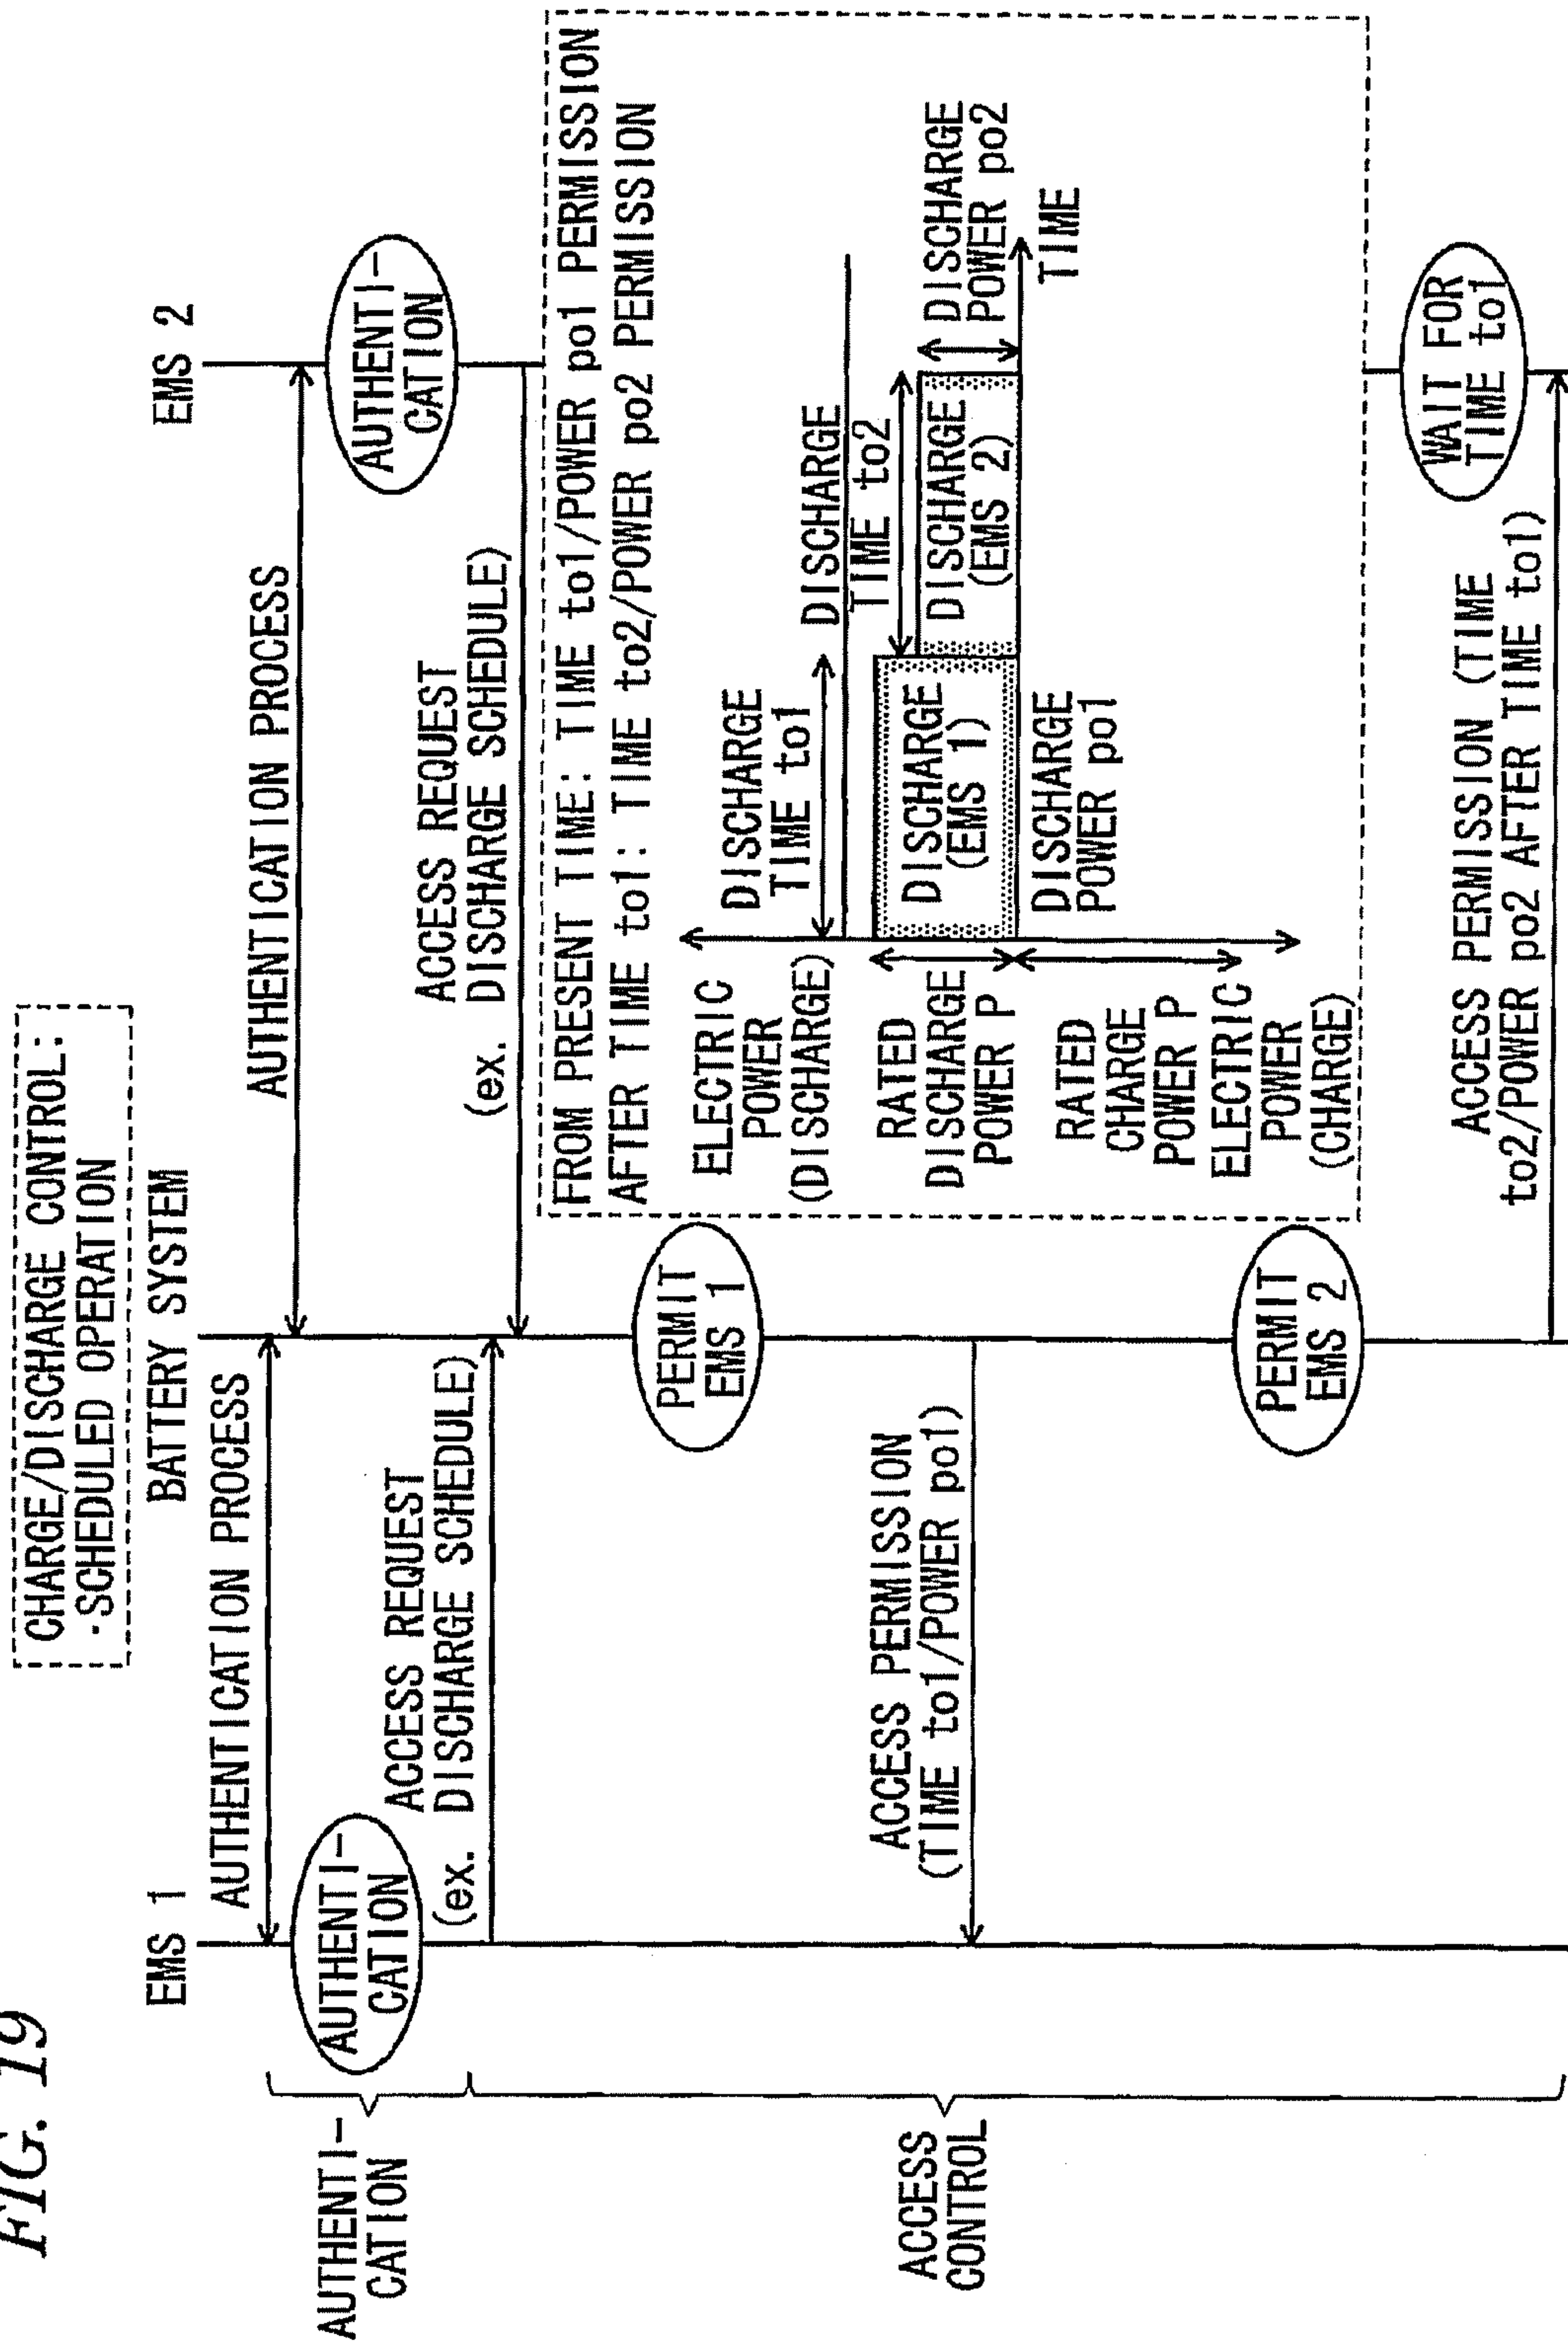 FIG. 19
CHARGE/DISCHARGE CONTROL:
·SCHEDULED OPERATION
EMS 1
BATTERY SYSTEM
EMS 2
AUTHENTICATION PROCESS
AUTHENTICATION PROCESS
AUTHENTI-
CATION
AUTHENTI-
CATION
AUTHENTI-
CATION
ACCESS REQUEST
(ex. DISCHARGE SCHEDULE)
ACCESS REQUEST
(ex. DISCHARGE SCHEDULE)
FROM PRESENT TIME: TIME to1/POWER po1 PERMISSION
AFTER TIME to1: TIME to2/POWER po2 PERMISSION
PERMIT
EMS 1
ELECTRIC
POWER
(DISCHARGE)
DISCHARGE
TIME to1
DISCHARGE
TIME to2
RATED
DISCHARGE
POWER P
DISCHARGE
(EMS 1)
DISCHARGE
(EMS 2)
DISCHARGE
POWER po2
TIME
DISCHARGE
POWER po1
RATED
CHARGE
POWER P
ELECTRIC
POWER
(CHARGE)
ACCESS
CONTROL
ACCESS PERMISSION
(TIME to1/POWER po1)
PERMIT
EMS 2
WAIT FOR
TIME to1
ACCESS PERMISSION (TIME
to2/POWER po2 AFTER TIME to1)